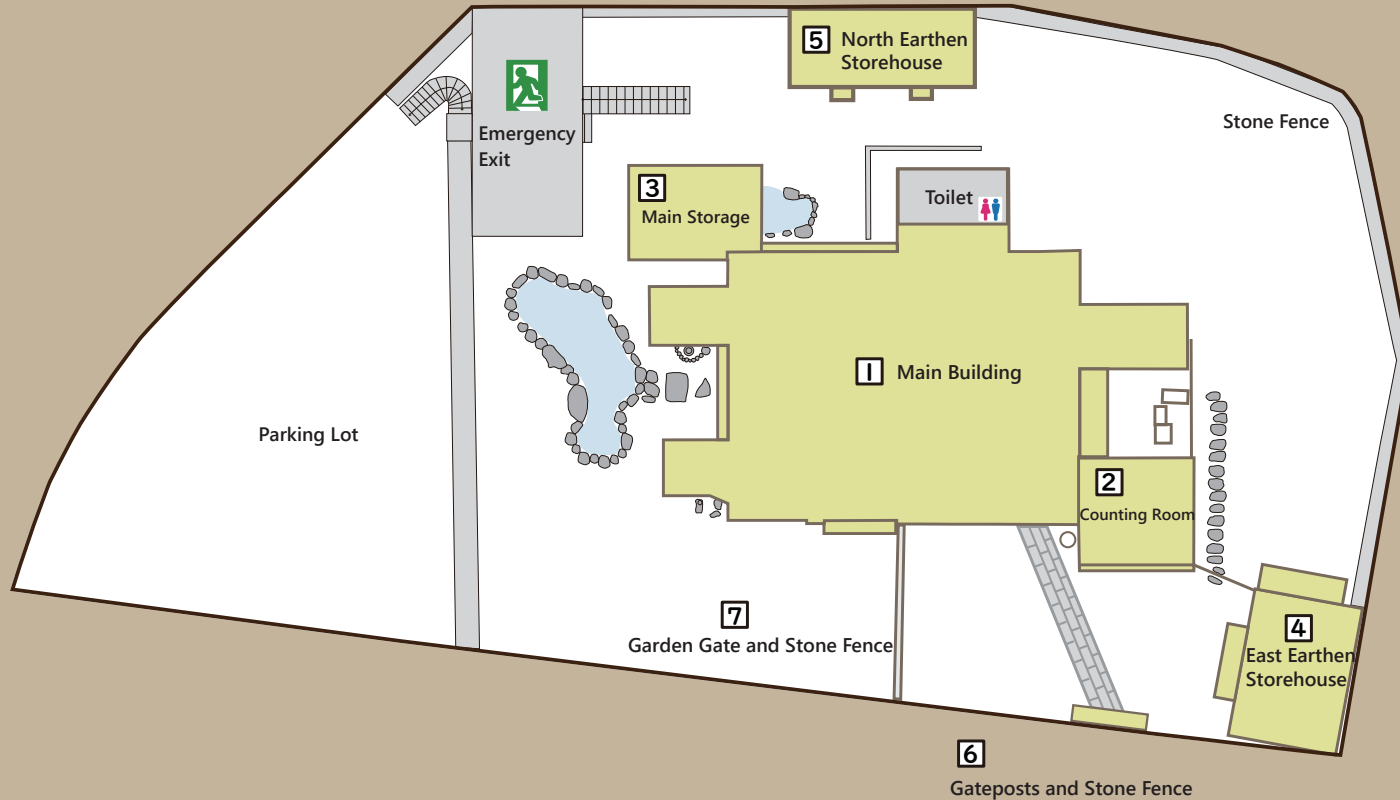 5 North Earthen
Storehouse
Emergency
Exit
Stone Fence
3
Main Storage
Toilet
1 Main Building
Parking Lot
2
Counting Room
7
Garden Gate and Stone Fence
4
East Earthen
Storehouse
6
Gateposts and Stone Fence